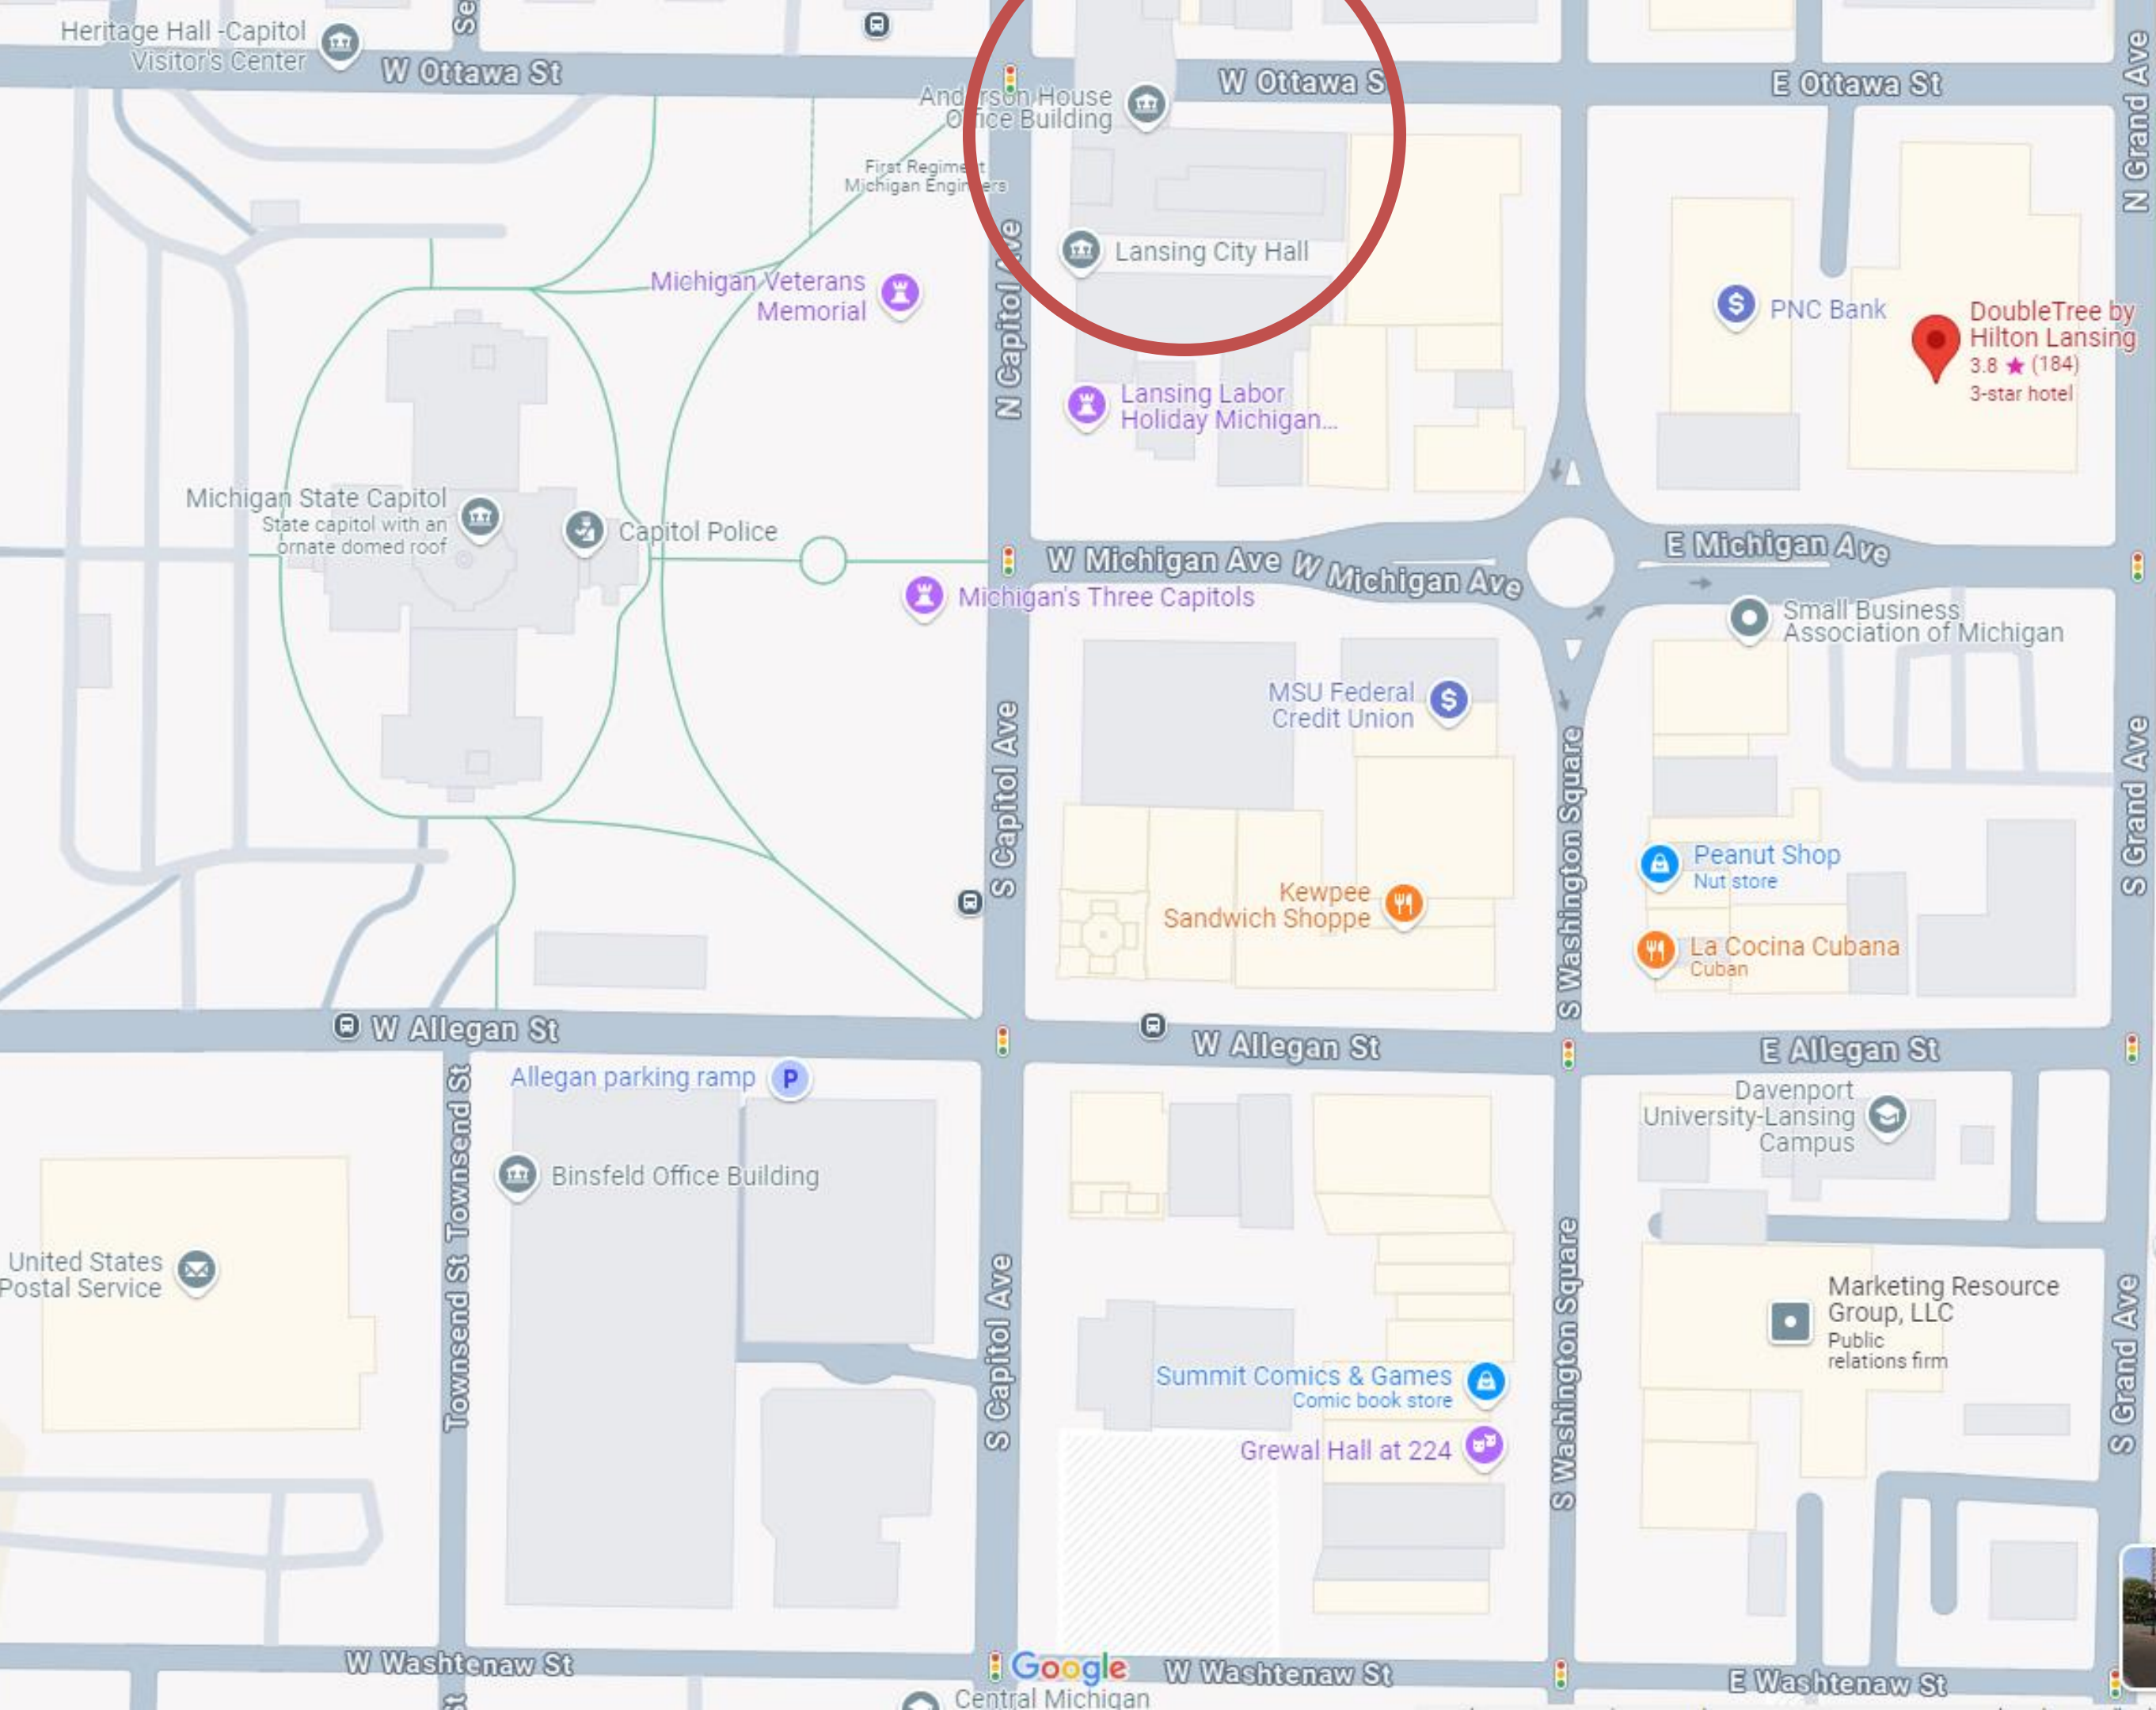 Heritage Hall -Capitol
Visitor's Center
Se
W Ottawa St
W Ottawa S
E Ottawa St
N Grand Ave
Anderson House
Office Building
First Regiment
Michigan Engineers
N Capitol Ave
Lansing City Hall
Michigan Veterans
Memorial
PNC Bank
DoubleTree by
Hilton Lansing
3.8 ★ (184)
3-star hotel
Lansing Labor
Holiday Michigan...
Michigan State Capitol
State capitol with an
ornate domed roof
Capitol Police
W Michigan Ave
W Michigan Ave
E Michigan Ave
Michigan's Three Capitols
Small Business
Association of Michigan
MSU Federal
Credit Union
S Capitol Ave
S Washington Square
S Grand Ave
Peanut Shop
Nut store
Kewpee
Sandwich Shoppe
La Cocina Cubana
Cuban
W Allegan St
W Allegan St
E Allegan St
Allegan parking ramp
P
Davenport
University-Lansing
Campus
Townsend St
Townsend St
Binsfeld Office Building
United States
Postal Service
S Capitol Ave
S Washington Square
S Grand Ave
Marketing Resource
Group, LLC
Public
relations firm
Summit Comics & Games
Comic book store
Grewal Hall at 224
W Washtenaw St
Google
W Washtenaw St
E Washtenaw St
st
Central Michigan